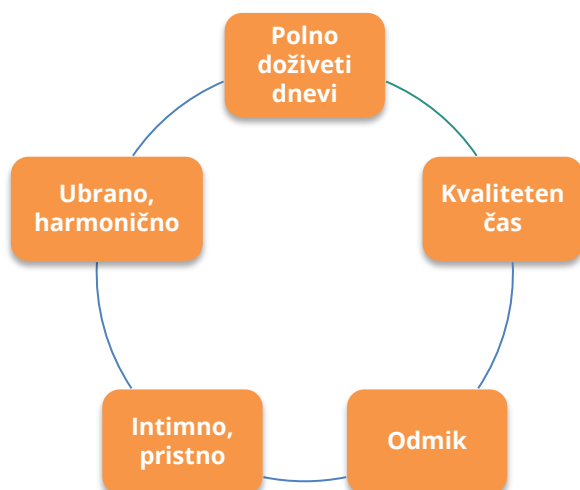 Polno
doživeti
dnevi
Kvaliteten
čas
Odmik
Intimno,
pristno
Ubrano,
harmonično